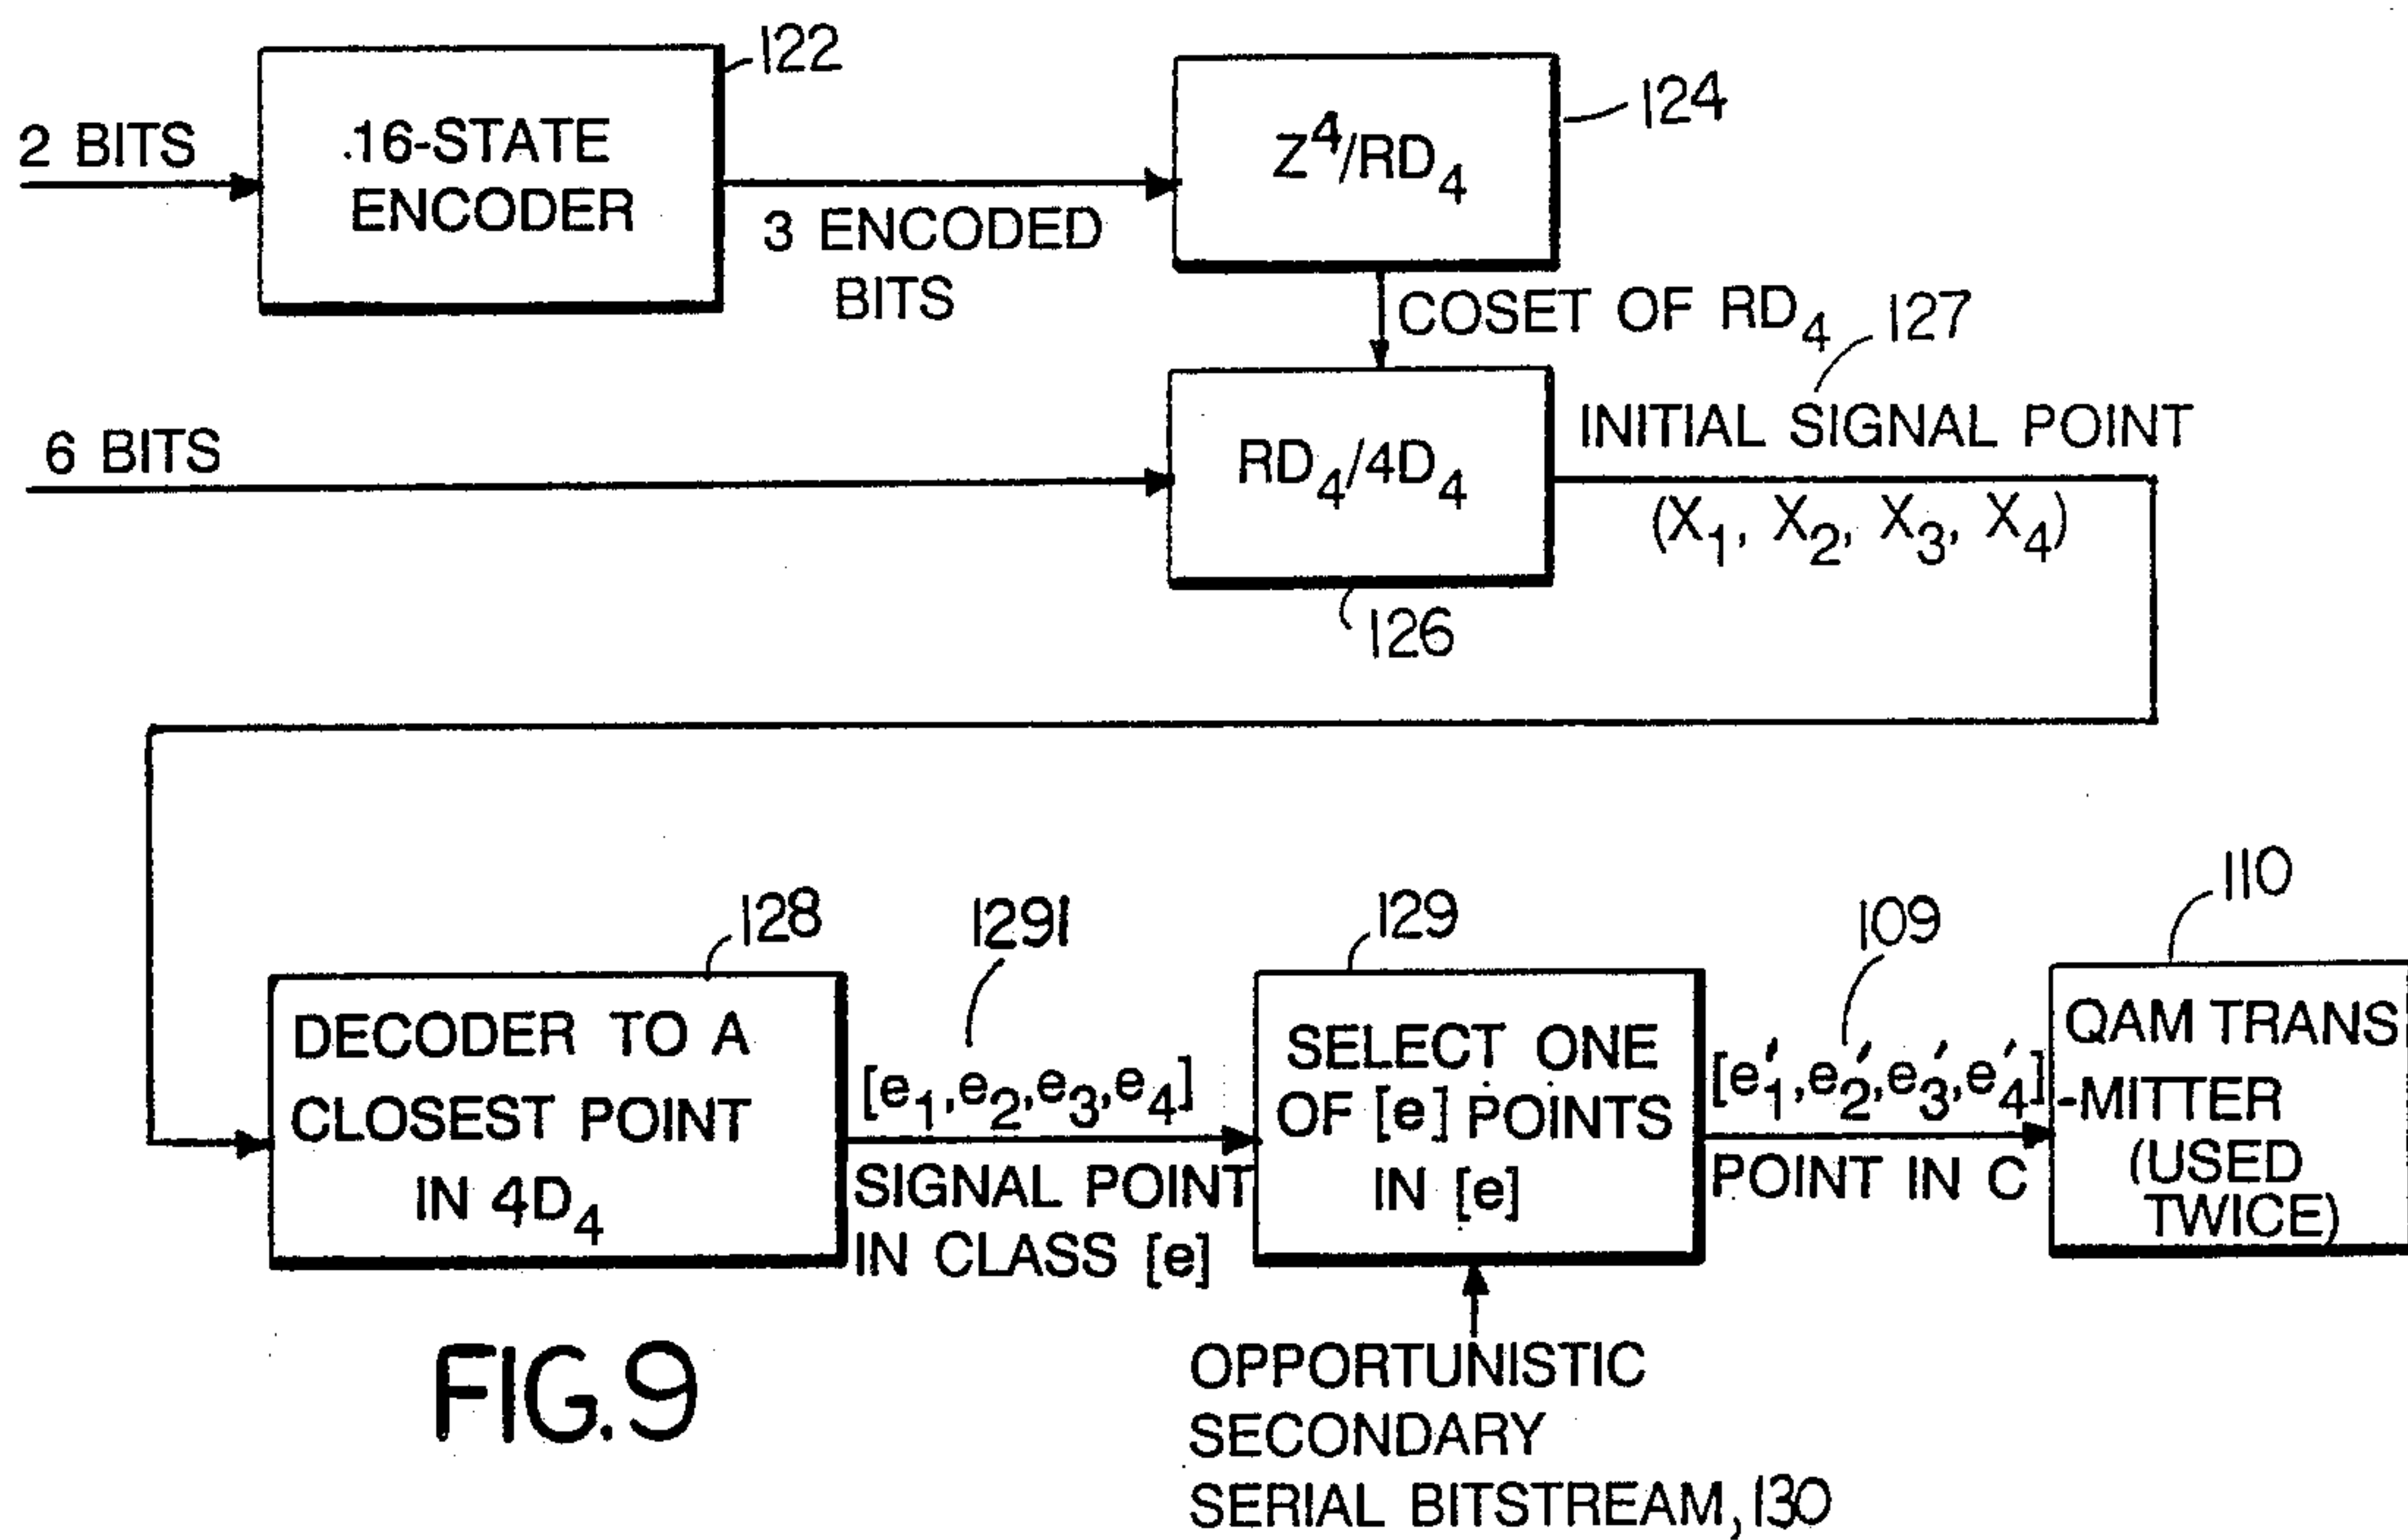 122
2 BITS
.16-STATE
ENCODER
3 ENCODED
BITS
Z⁴/RD₄
124
COSET OF RD₄
127
6 BITS
RD₄/4D₄
126
INITIAL SIGNAL POINT
(X₁, X₂, X₃, X₄)
128
DECODER TO A
CLOSEST POINT
IN 4D₄
1291
[e₁,e₂,e₃,e₄]
SIGNAL POINT
IN CLASS [e]
129
SELECT ONE
OF [e] POINTS
IN [e]
109
[e′₁,e′₂,e′₃,e′₄]
POINT IN C
110
QAM TRANS
-MITTER
(USED
TWICE)
OPPORTUNISTIC
SECONDARY
SERIAL BITSTREAM,130
FIG.9